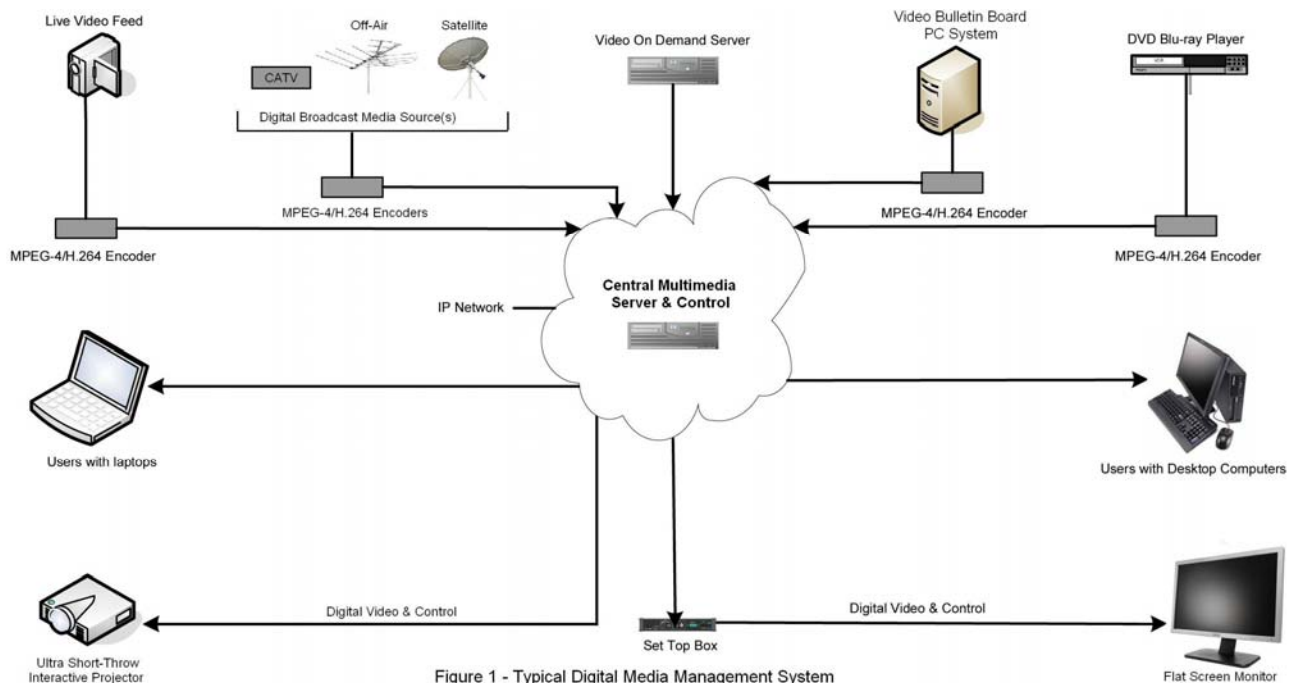 Live Video Feed
Off-Air
Satellite
CATV
Digital Broadcast Media Source(s)
Video On Demand Server
Video Bulletin Board
PC System
DVD Blu-ray Player
VCR
MPEG-4/H.264 Encoder
MPEG-4/H.264 Encoders
MPEG-4/H.264 Encoder
MPEG-4/H.264 Encoder
Central Multimedia
Server & Control
IP Network
Users with laptops
Users with Desktop Computers
Digital Video & Control
Digital Video & Control
Ultra Short-Throw
Interactive Projector
Set Top Box
Flat Screen Monitor
Figure 1 - Typical Digital Media Management System